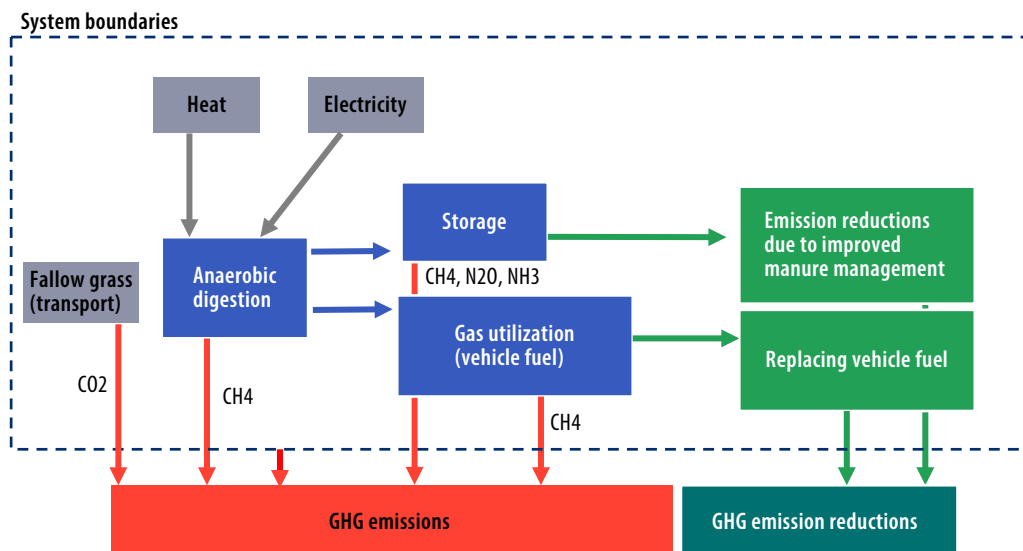 System boundaries
Heat
Electricity
Storage
Emission reductions
due to improved
manure management
Fallow grass
(transport)
Anaerobic
digestion
CH4, N2O, NH3
Gas utilization
(vehicle fuel)
Replacing vehicle fuel
CO2
CH4
CH4
GHG emissions
GHG emission reductions